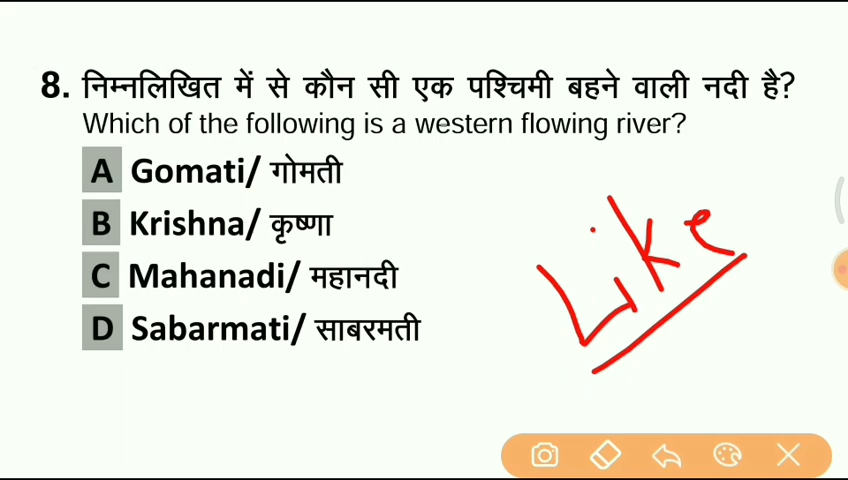 8. निम्नलिखित में से कौन सी एक पश्चिमी बहने वाली नदी है?
Which of the following is a western flowing river?
A Gomati/ गोमती
B Krishna/ कृष्णा
C Mahanadi/ महानदी
D Sabarmati/ साबरमती
Like